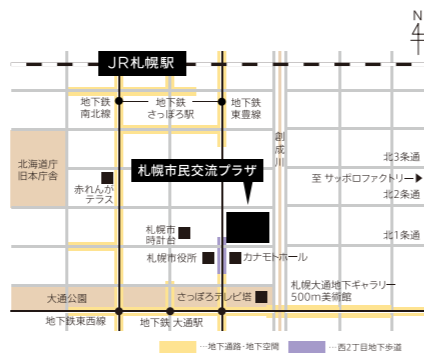 N
4
JR札幌駅
地下鉄
南北線
地下鉄
さっぽろ駅
地下鉄
東豊線
創成川
北海道庁
旧本庁舎
赤れんが
テラス
札幌市民交流プラザ
北3条通
至 サッポロファクトリー
北2条通
北1条通
札幌市
時計台
札幌市役所
カナモトホール
札幌大通地下ギャラリー
500m美術館
大通公園
さっぽろテレビ塔
地下鉄東西線
地下鉄 大通駅
…地下通路・地下空間
…西2丁目地下歩道